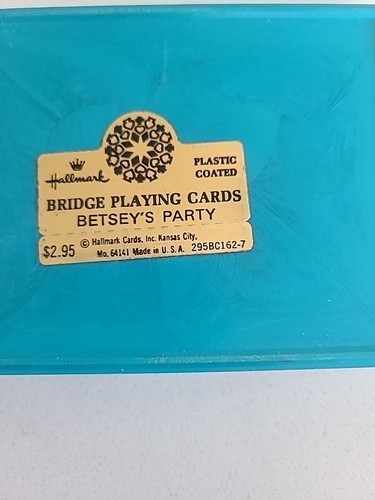 Hallmark
PLASTIC
COATED
BRIDGE PLAYING CARDS
BETSEY'S PARTY
$2.95
© Hallmark Cards, Inc. Kansas City,
Mo. 64141 Made in U. S. A. 295BC162-7